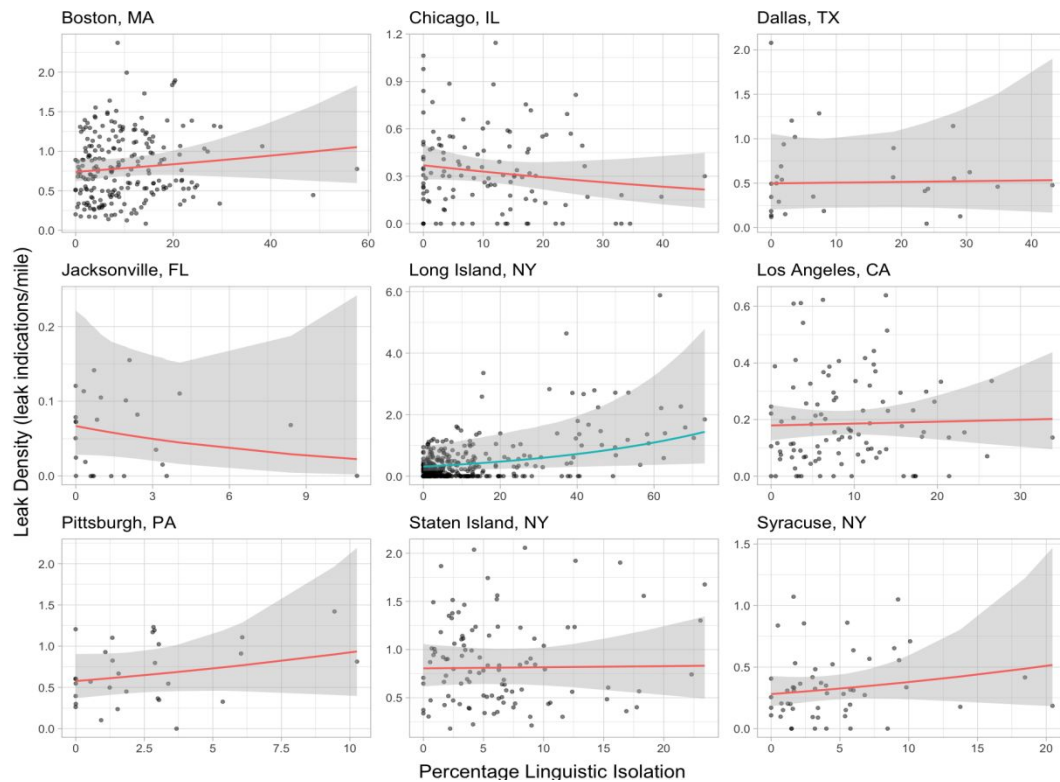 Boston, MA
Chicago, IL
Dallas, TX
2.0
1.5
1.0
0.5
0 20 40 60
1.2
0.9
0.6
0.3
0.0
0 10 20 30 40
2.0
1.5
1.0
0.5
0.0
0 10 20 30 40
Jacksonville, FL
Long Island, NY
Los Angeles, CA
0.2
0.1
0.0
0 3 6 9
6.0
4.0
2.0
0.0
0 20 40 60
0.6
0.4
0.2
0.0
0 10 20 30
Pittsburgh, PA
Staten Island, NY
Syracuse, NY
2.0
1.5
1.0
0.5
0.0
0.0 2.5 5.0 7.5 10.0
2.0
1.5
1.0
0.5
0 5 10 15 20
1.5
1.0
0.5
0.0
0 5 10 15 20
Leak Density (leak indications/mile)
Percentage Linguistic Isolation